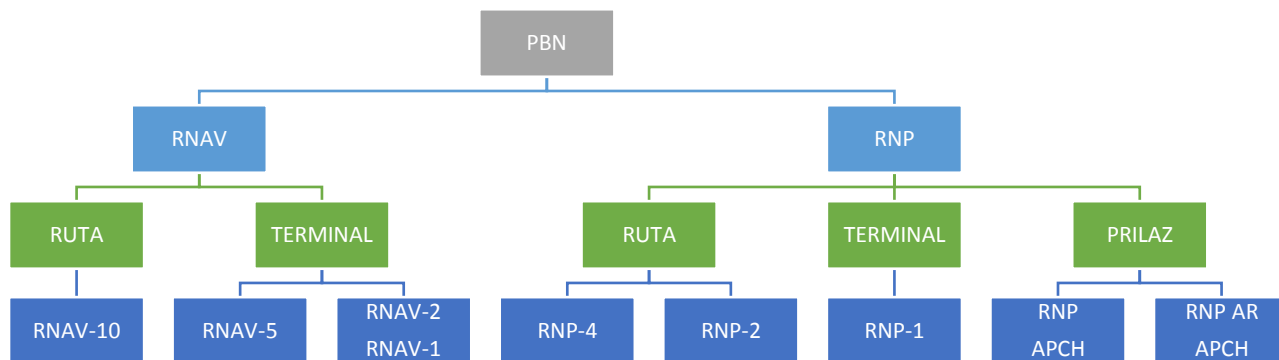 PBN
RNAV
RNP
RUTA
TERMINAL
RUTA
TERMINAL
PRILAZ
RNAV-10
RNAV-5
RNAV-2
RNAV-1
RNP-4
RNP-2
RNP-1
RNP
APCH
RNP AR
APCH